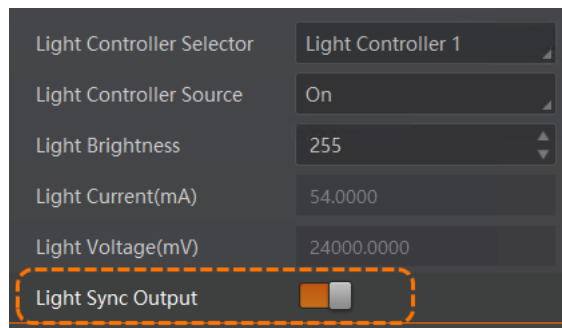 Light Controller Selector Light Controller 1
Light Controller Source On
Light Brightness 255
Light Current(mA) 54.0000
Light Voltage(mV) 24000.0000
Light Sync Output